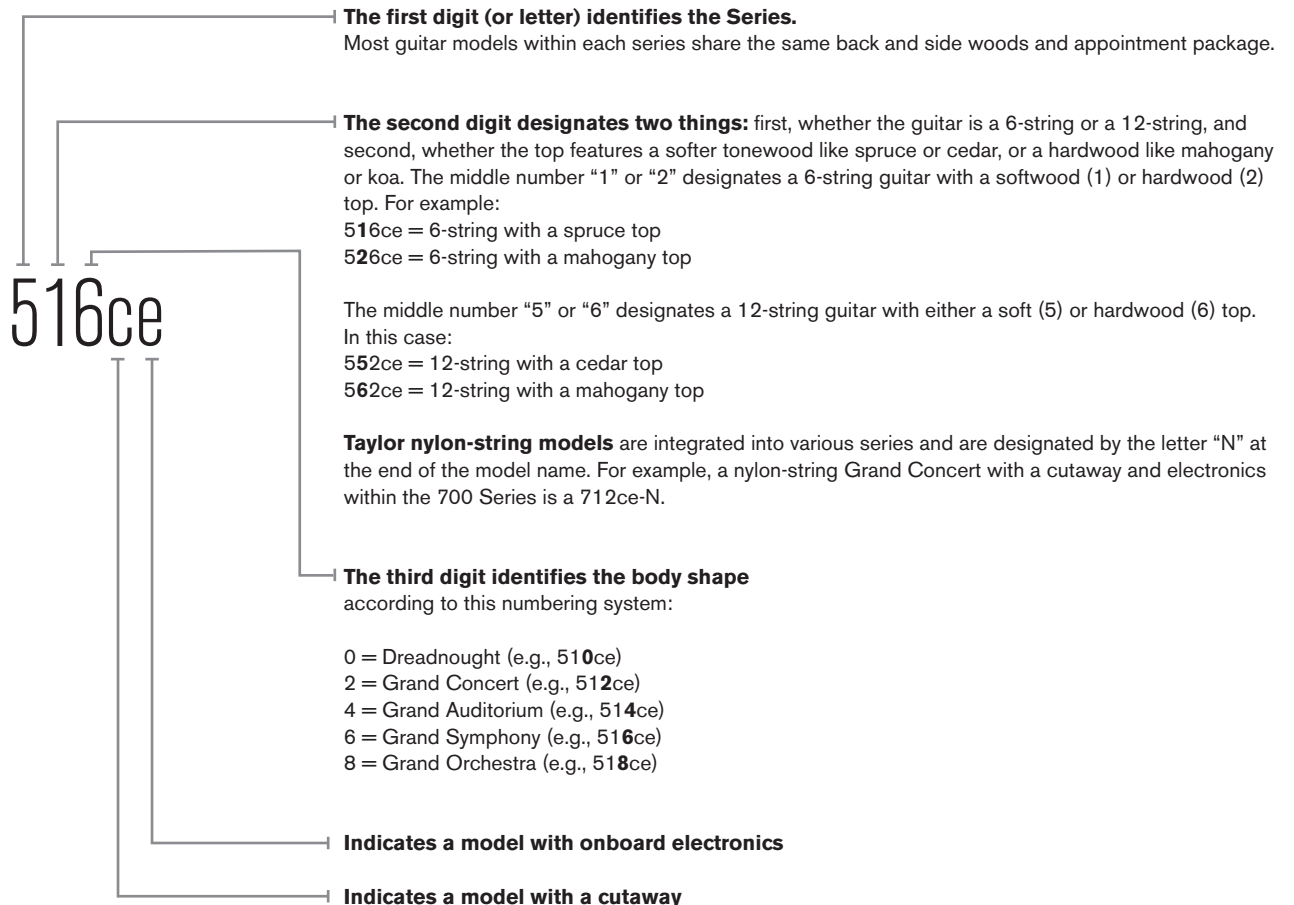 The first digit (or letter) identifies the Series.
Most guitar models within each series share the same back and side woods and appointment package.
The second digit designates two things: first, whether the guitar is a 6-string or a 12-string, and
second, whether the top features a softer tonewood like spruce or cedar, or a hardwood like mahogany
or koa. The middle number “1” or “2” designates a 6-string guitar with a softwood (1) or hardwood (2)
top. For example:
516ce = 6-string with a spruce top
526ce = 6-string with a mahogany top
516ce
The middle number “5” or “6” designates a 12-string guitar with either a soft (5) or hardwood (6) top.
In this case:
552ce = 12-string with a cedar top
562ce = 12-string with a mahogany top
Taylor nylon-string models are integrated into various series and are designated by the letter “N” at
the end of the model name. For example, a nylon-string Grand Concert with a cutaway and electronics
within the 700 Series is a 712ce-N.
The third digit identifies the body shape
according to this numbering system:
0 = Dreadnought (e.g., 510ce)
2 = Grand Concert (e.g., 512ce)
4 = Grand Auditorium (e.g., 514ce)
6 = Grand Symphony (e.g., 516ce)
8 = Grand Orchestra (e.g., 518ce)
Indicates a model with onboard electronics
Indicates a model with a cutaway